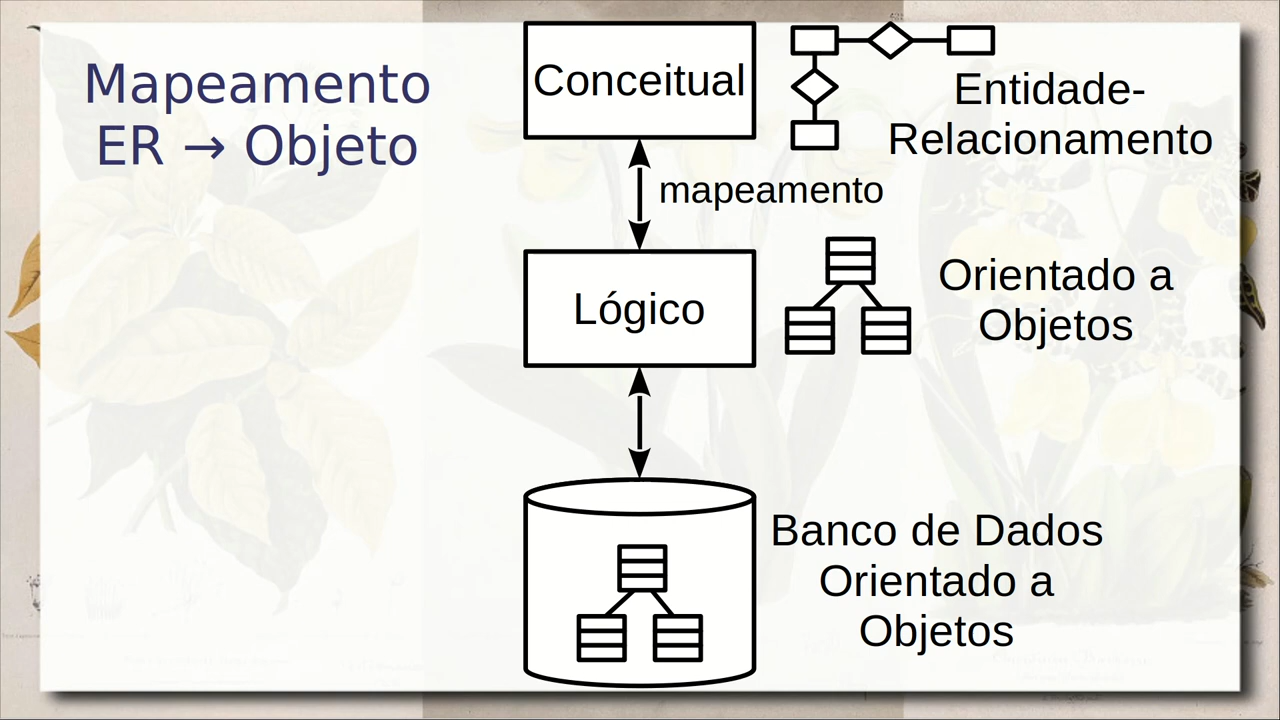 Mapeamento
ER → Objeto
Conceitual
Entidade-
Relacionamento
mapeamento
Lógico
Orientado a
Objetos
Banco de Dados
Orientado a
Objetos